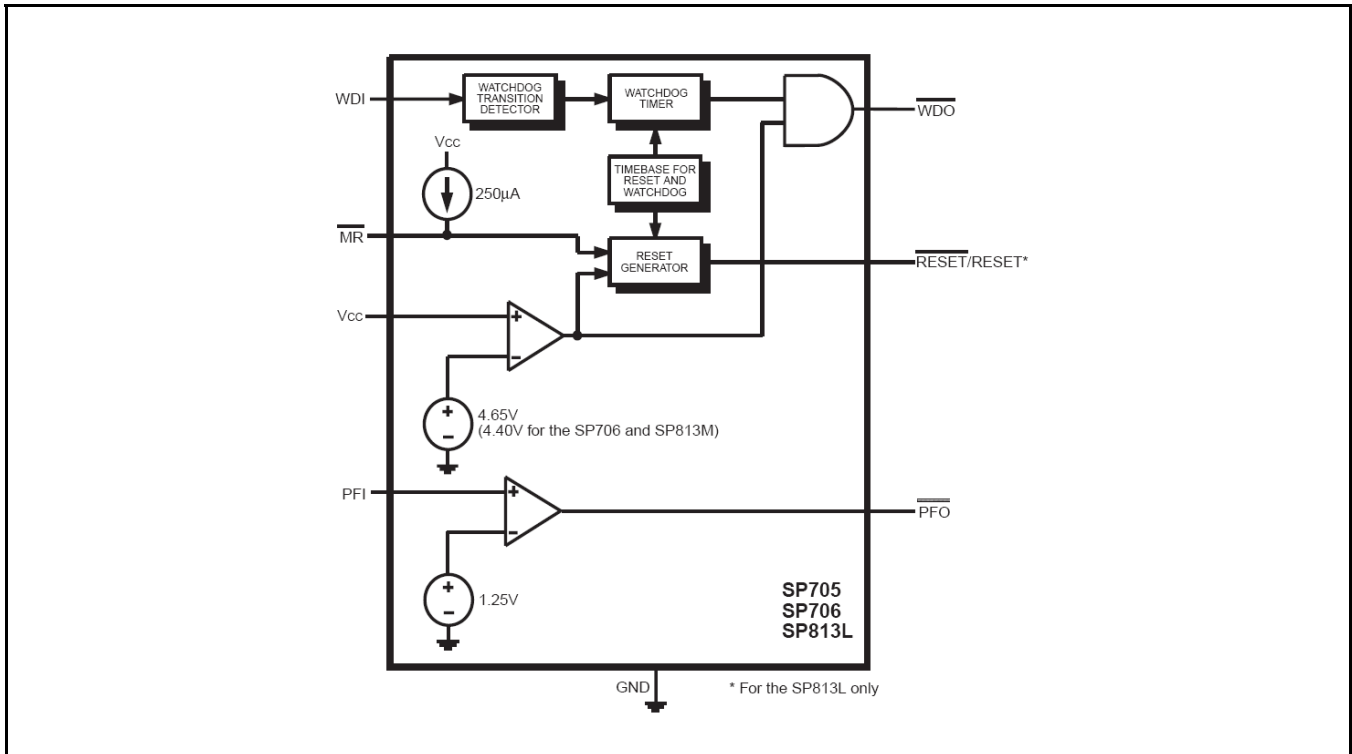 WDI
WATCHDOG
TRANSITION
DETECTOR
WATCHDOG
TIMER
WDO
VCC
250µA
TIMEBASE FOR
RESET AND
WATCHDOG
MR
RESET
GENERATOR
RESET/RESET*
VCC
+
−
+
−
4.65V
(4.40V for the SP706 and SP813M)
PFI
+
−
PFO
+
−
1.25V
SP705
SP706
SP813L
GND
* For the SP813L only